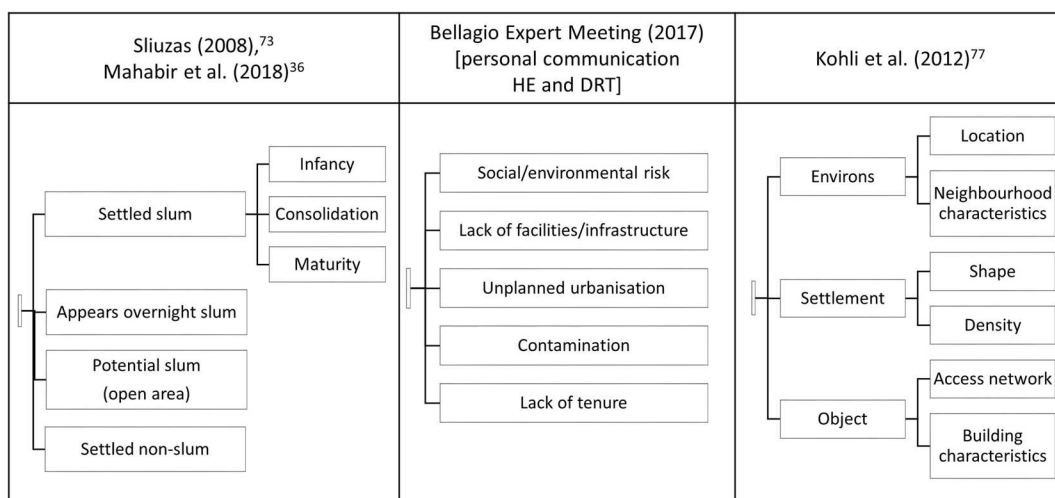 Sliuzas (2008),73
Mahabir et al. (2018)36
Bellagio Expert Meeting (2017)
[personal communication
HE and DRT]
Kohli et al. (2012)77
Settled slum
Infancy
Consolidation
Maturity
Appears overnight slum
Potential slum
(open area)
Settled non-slum
Social/environmental risk
Lack of facilities/infrastructure
Unplanned urbanisation
Contamination
Lack of tenure
Environs
Location
Neighbourhood
characteristics
Settlement
Shape
Density
Object
Access network
Building
characteristics